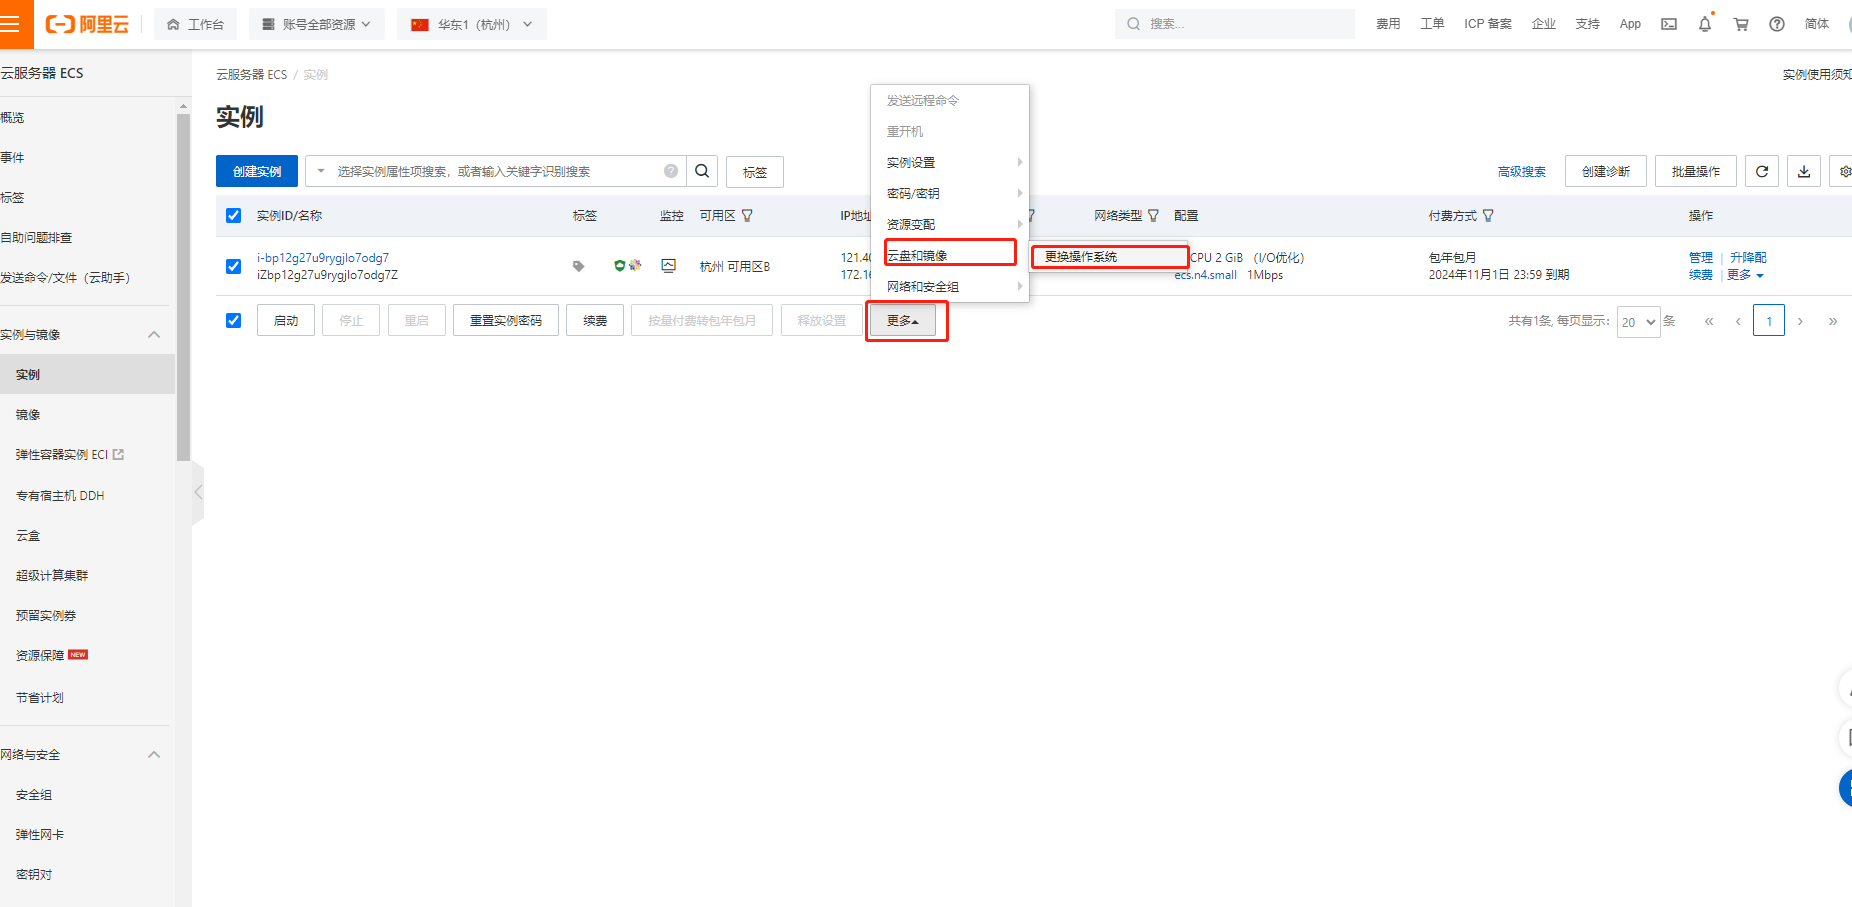 阿里云
工作台
账号全部资源
华东1（杭州）
搜索...
费用
工单
ICP 备案
企业
支持
App
简体
云服务器 ECS
云服务器 ECS / 实例
实例使用须知
概览
事件
标签
自助问题排查
发送命令/文件（云助手）
实例与镜像
实例
镜像
弹性容器实例 ECI
专有宿主机 DDH
云盒
超级计算集群
预留实例券
资源保障 NEW
节省计划
网络与安全
安全组
弹性网卡
密钥对
实例
创建实例
选择实例属性项搜索，或者输入关键字识别搜索
标签
高级搜索
创建诊断
批量操作
实例ID/名称
标签
监控
可用区
IP地址
网络类型
配置
付费方式
操作
i-bp12g27u9rygjlo7odg7
iZbp12g27u9rygjlo7odg7Z
杭州 可用区B
121.40
172.16
CPU 2 GiB （I/O优化）
ecs.n4.small 1Mbps
包年包月
2024年11月1日 23:59 到期
管理 | 升降配
续费 | 更多
发送远程命令
重开机
实例设置
密码/密钥
资源变配
云盘和镜像
网络和安全组
更换操作系统
启动
停止
重启
重置实例密码
续费
按量付费转包年包月
释放设置
更多
共有1条, 每页显示: 20 条
« ‹ 1 › »